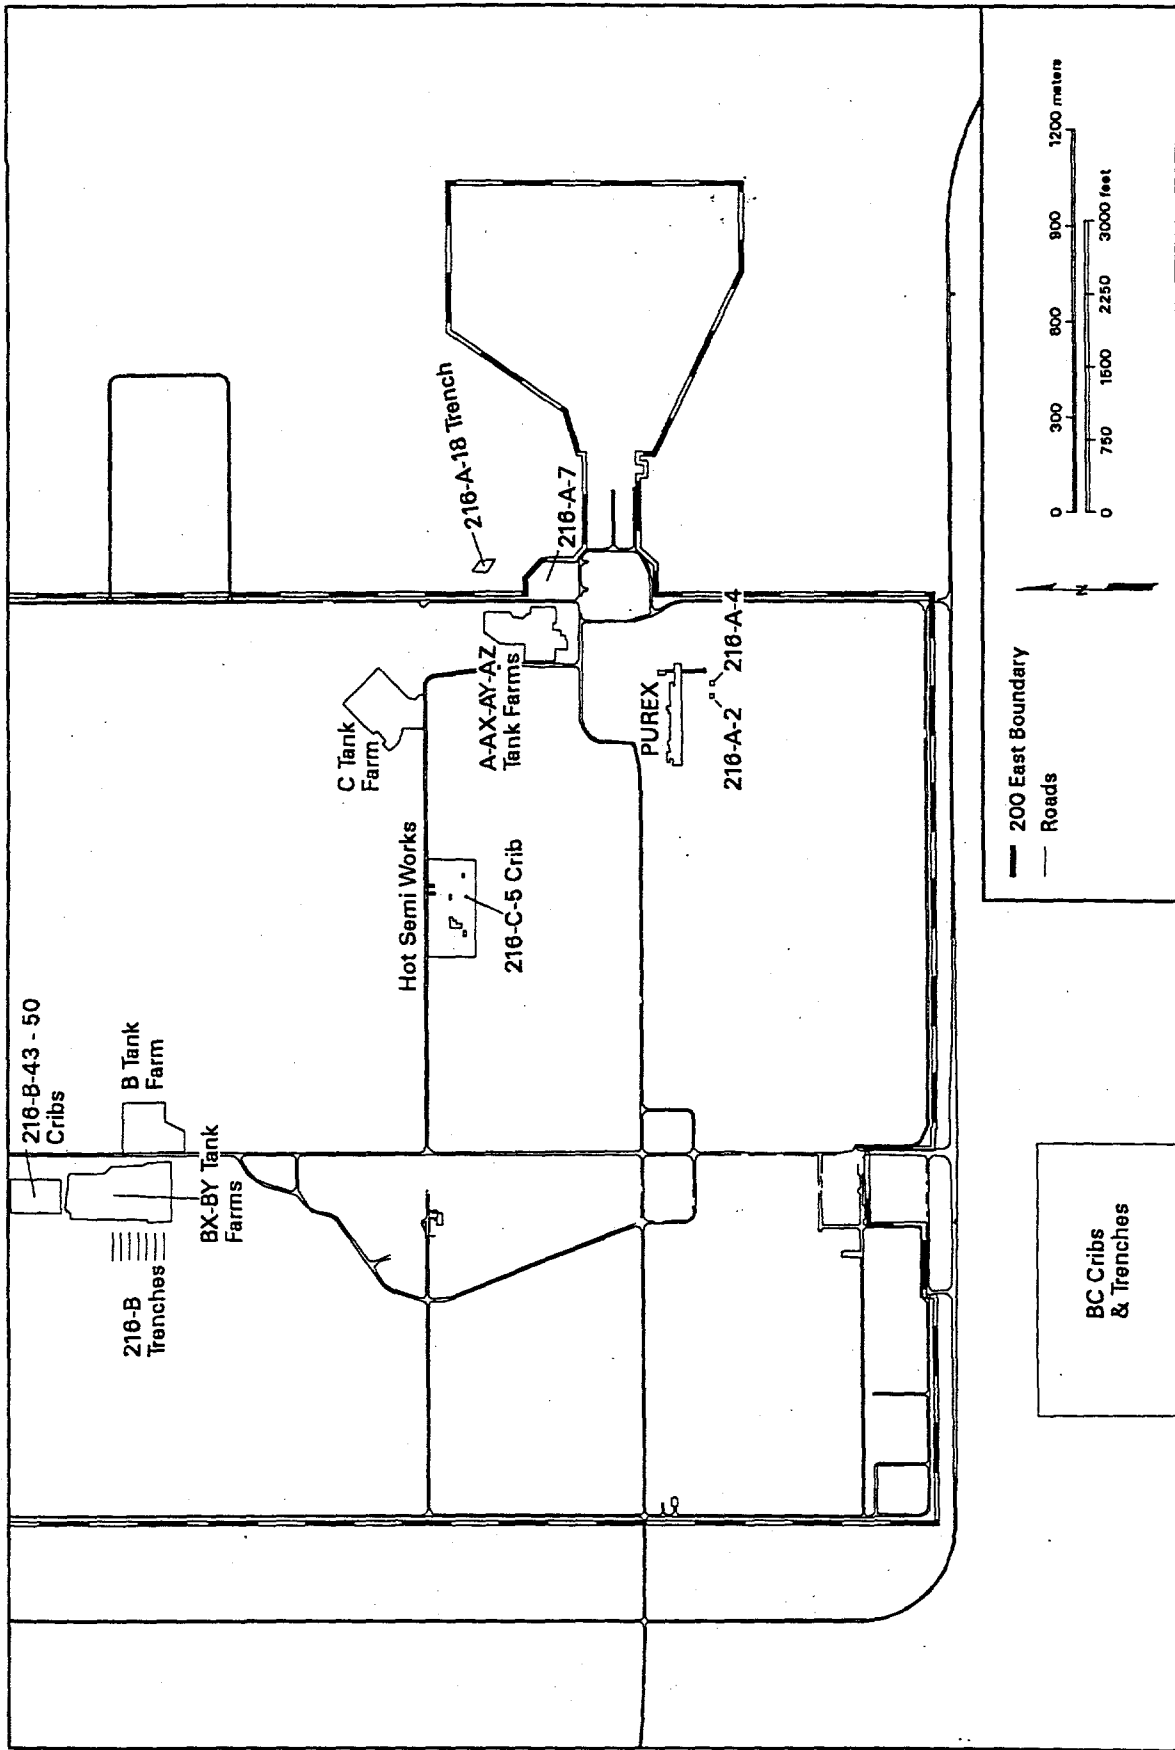 216-B-43 - 50
Cribs
B Tank
Farm
BX-BY Tank
Farms
216-B
Trenches
Hot Semi Works
216-C-5 Crib
C Tank
Farm
A-AX-AY-AZ
Tank Farms
216-A-18 Trench
216-A-7
PUREX
216-A-2
216-A-4
BC Cribs
& Trenches
200 East Boundary
Roads
N
0 300 600 900 1200 meters
0 750 1500 2250 3000 feet